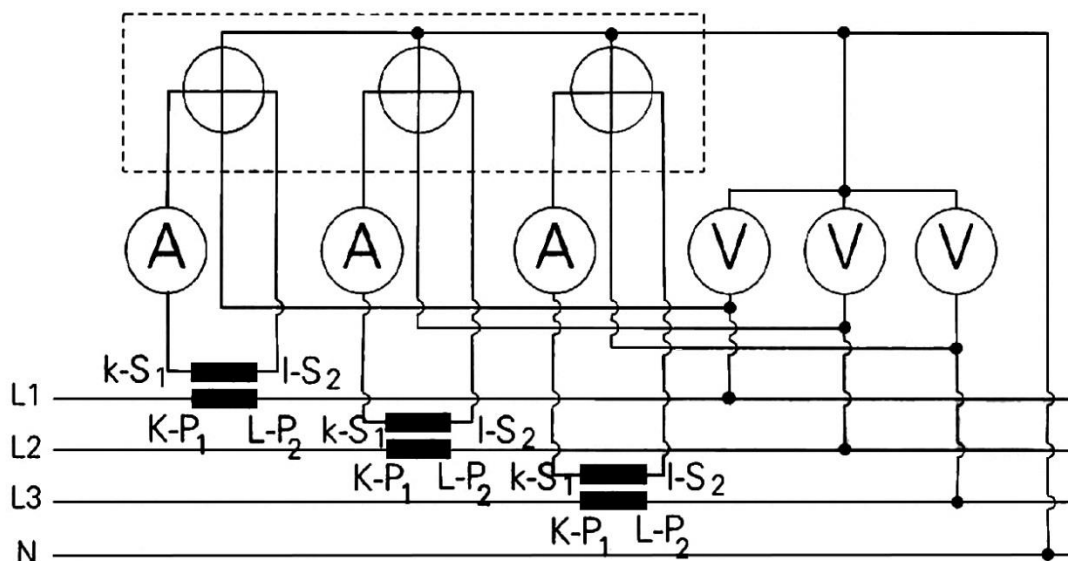 A A A V V V
k-S1 l-S2
L1
K-P1 L-P2 k-S1 l-S2
L2
K-P1 L-P2 k-S1 l-S2
L3
K-P1 L-P2
N